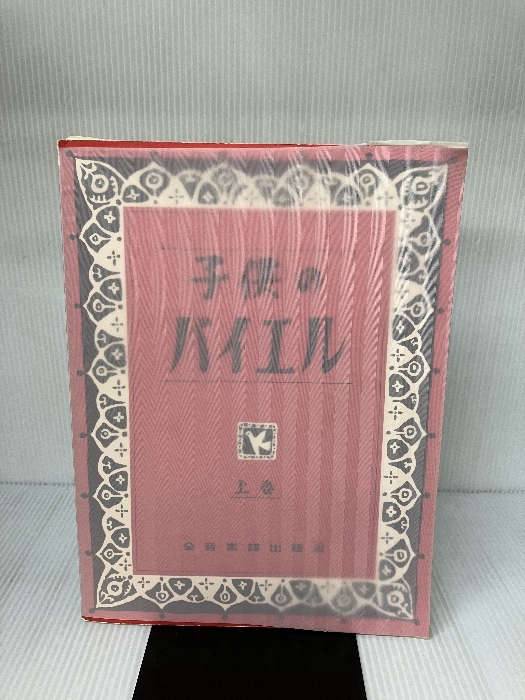 子供の
バイエル
上巻
全音楽譜出版社